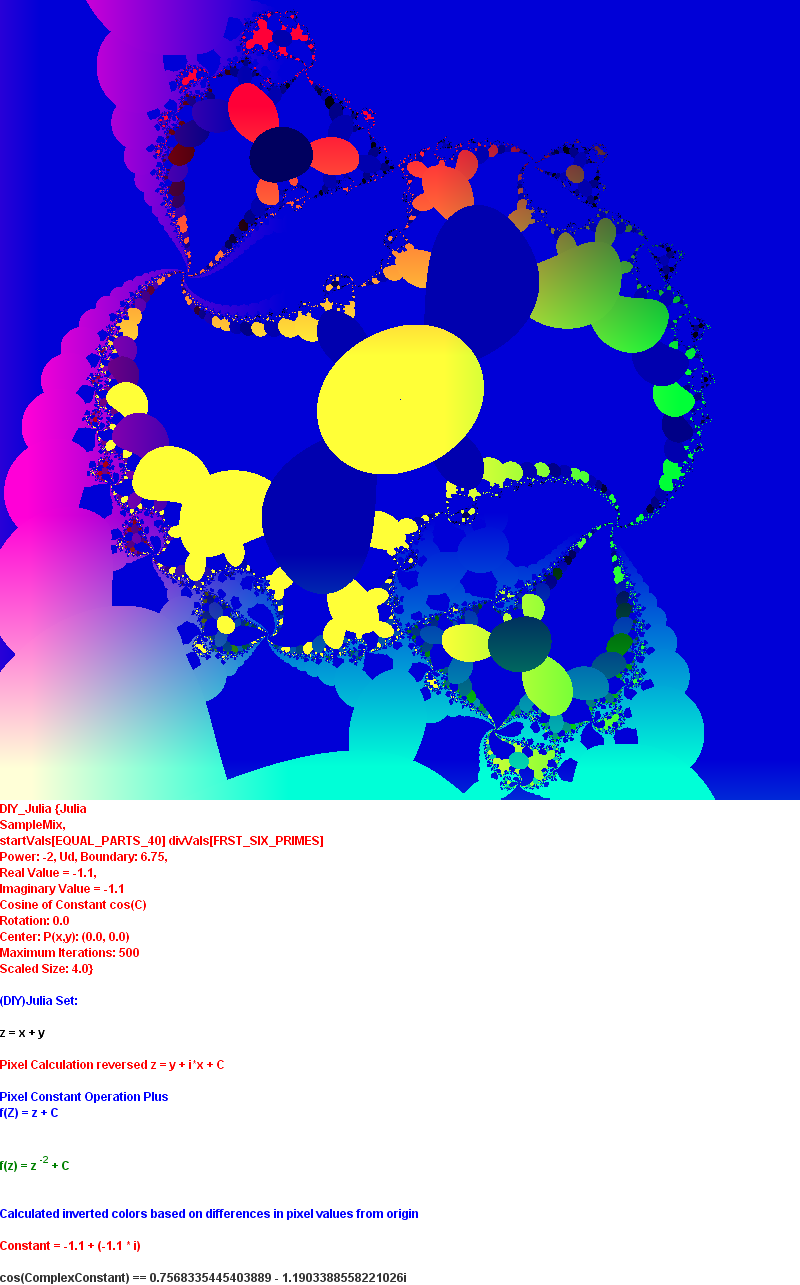 DIY_Julia {Julia
SampleMix,
startVals[EQUAL_PARTS_40] divVals[FRST_SIX_PRIMES]
Power: -2, Ud, Boundary: 6.75,
Real Value = -1.1,
Imaginary Value = -1.1
Cosine of Constant cos(C)
Rotation: 0.0
Center: P(x,y): (0.0, 0.0)
Maximum Iterations: 500
Scaled Size: 4.0}
(DIY)Julia Set:
z = x + y
Pixel Calculation reversed z = y + i*x + C
Pixel Constant Operation Plus
f(Z) = z + C
f(z) = z -2 + C
Calculated inverted colors based on differences in pixel values from origin
Constant = -1.1 + (-1.1 * i)
cos(ComplexConstant) == 0.7568335445403889 - 1.1903388558221026i